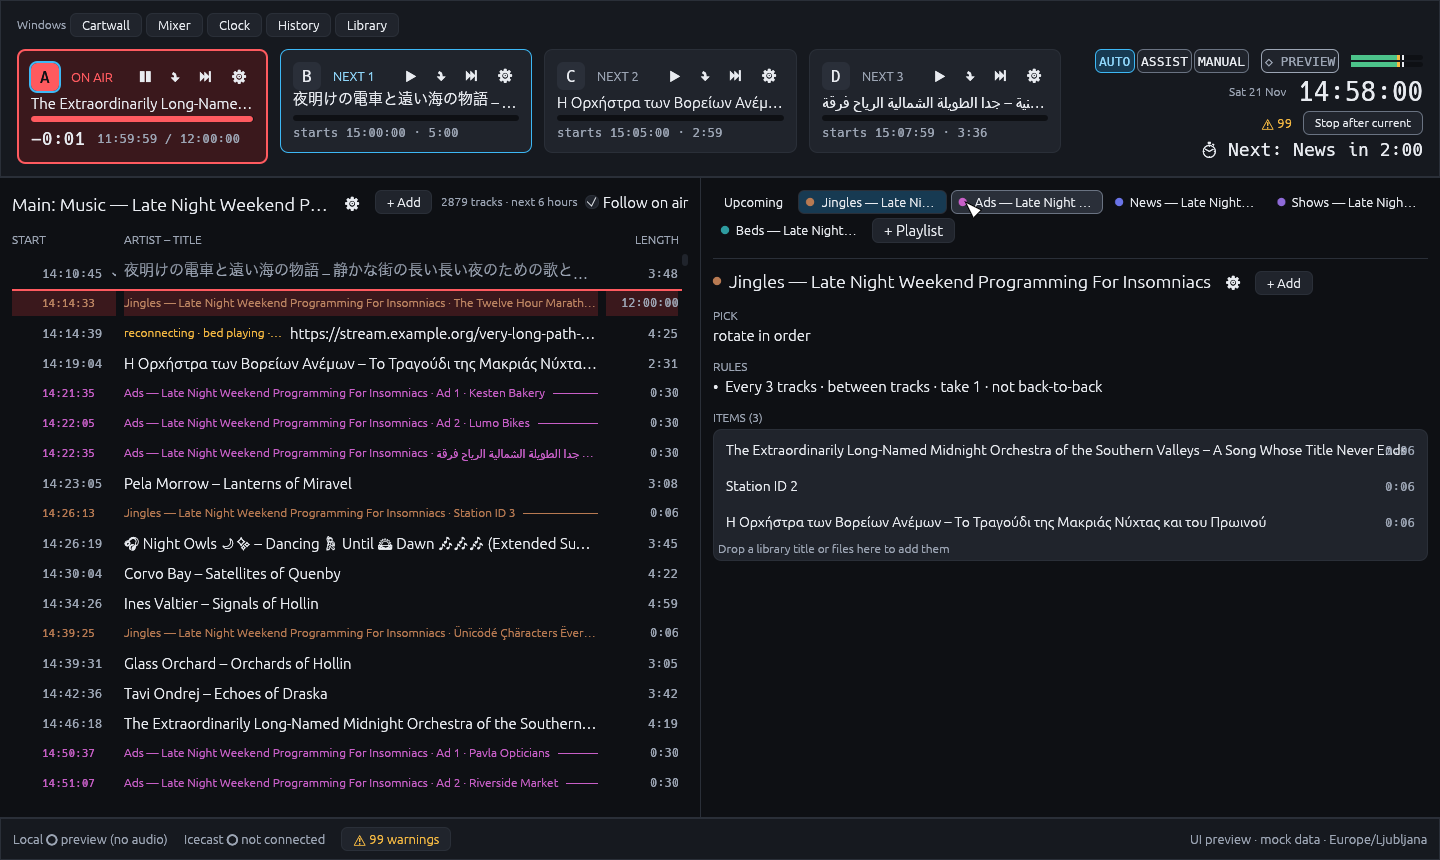 Windows Cartwall Mixer Clock History Library
A ON AIR
The Extraordinarily Long-Name…
−0:01 11:59:59 / 12:00:00
B NEXT 1
夜明けの電車と遠い海の物語 – …
starts 15:00:00 · 5:00
C NEXT 2
Η Ορχήστρα των Βορείων Ανέμ…
starts 15:05:00 · 2:59
D NEXT 3
…نية – جدا الطويلة الشمالية الرياح فرقة
starts 15:07:59 · 3:36
AUTO ASSIST MANUAL ◇ PREVIEW
Sat 21 Nov 14:58:00
⚠ 99 Stop after current
Next: News in 2:00
Main: Music — Late Night Weekend P… + Add 2879 tracks · next 6 hours ✓ Follow on air
START ARTIST – TITLE LENGTH
14:10:45 夜明けの電車と遠い海の物語 – 静かな街の長い長い夜のための歌と… 3:48
14:14:33 Jingles — Late Night Weekend Programming For Insomniacs · The Twelve Hour Marath… 12:00:00
14:14:39 reconnecting · bed playing ·… https://stream.example.org/very-long-path-… 4:25
14:19:04 Η Ορχήστρα των Βορείων Ανέμων – Το Τραγούδι της Μακριάς Νύχτα… 2:31
14:21:35 Ads — Late Night Weekend Programming For Insomniacs · Ad 1 · Kesten Bakery 0:30
14:22:05 Ads — Late Night Weekend Programming For Insomniacs · Ad 2 · Lumo Bikes 0:30
14:22:35 Ads — Late Night Weekend Programming For Insomniacs · جدا الطويلة الشمالية الرياح فرقة … 0:30
14:23:05 Pela Morrow – Lanterns of Miravel 3:08
14:26:13 Jingles — Late Night Weekend Programming For Insomniacs · Station ID 3 0:06
14:26:19 🎧 Night Owls 🌙✨ – Dancing 💃 Until 🌅 Dawn 🎶🎶🎶 (Extended Su… 3:45
14:30:04 Corvo Bay – Satellites of Quenby 4:22
14:34:26 Ines Valtier – Signals of Hollin 4:59
14:39:25 Jingles — Late Night Weekend Programming For Insomniacs · Ünïcödé Çhäracters Ëver… 0:06
14:39:31 Glass Orchard – Orchards of Hollin 3:05
14:42:36 Tavi Ondrej – Echoes of Draska 3:42
14:46:18 The Extraordinarily Long-Named Midnight Orchestra of the Southern… 4:19
14:50:37 Ads — Late Night Weekend Programming For Insomniacs · Ad 1 · Pavla Opticians 0:30
14:51:07 Ads — Late Night Weekend Programming For Insomniacs · Ad 2 · Riverside Market 0:30
Upcoming Jingles — Late Ni… Ads — Late Night … News — Late Night… Shows — Late Nigh…
Beds — Late Night… + Playlist
Jingles — Late Night Weekend Programming For Insomniacs + Add
PICK
rotate in order
RULES
• Every 3 tracks · between tracks · take 1 · not back-to-back
ITEMS (3)
The Extraordinarily Long-Named Midnight Orchestra of the Southern Valleys – A Song Whose Title Never Ends 0:06
Station ID 2 0:06
Η Ορχήστρα των Βορείων Ανέμων – Το Τραγούδι της Μακριάς Νύχτας και του Πρωινού 0:06
Drop a library title or files here to add them
Local preview (no audio) Icecast not connected ⚠ 99 warnings UI preview · mock data · Europe/Ljubljana